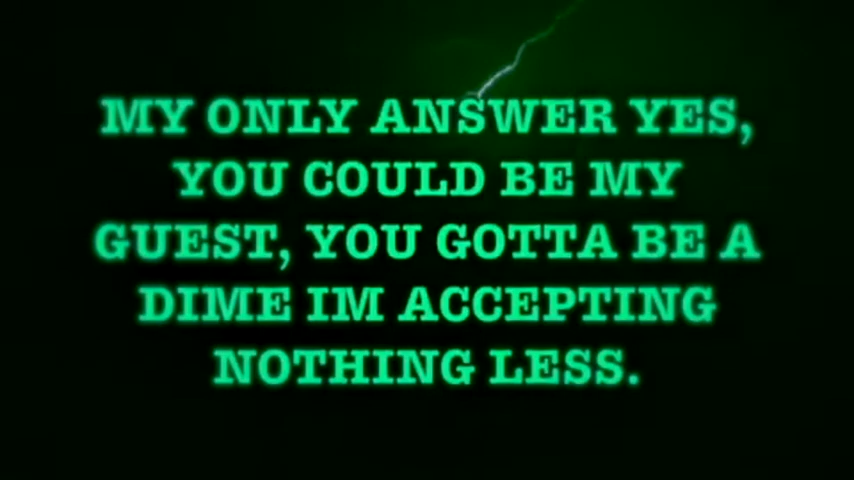 MY ONLY ANSWER YES,
YOU COULD BE MY
GUEST, YOU GOTTA BE A
DIME IM ACCEPTING
NOTHING LESS.